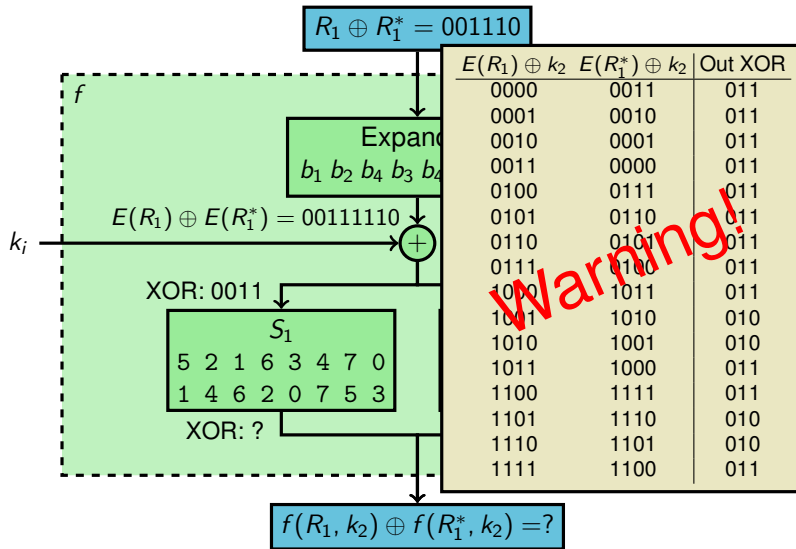 R₁ ⊕ R₁* = 001110
f
Expan
b₁ b₂ b₄ b₃ b₄
E(R₁) ⊕ E(R₁*) = 00111110
kᵢ
+
XOR: 0011
S₁
5 2 1 6 3 4 7 0
1 4 6 2 0 7 5 3
XOR: ?
f(R₁, k₂) ⊕ f(R₁*, k₂) =?
E(R₁) ⊕ k₂ E(R₁*) ⊕ k₂ Out XOR
0000 0011 011
0001 0010 011
0010 0001 011
0011 0000 011
0100 0111 011
0101 0110 011
0110 0101 011
0111 0100 011
1000 1011 011
1001 1010 010
1010 1001 010
1011 1000 011
1100 1111 011
1101 1110 010
1110 1101 010
1111 1100 011
Warning!